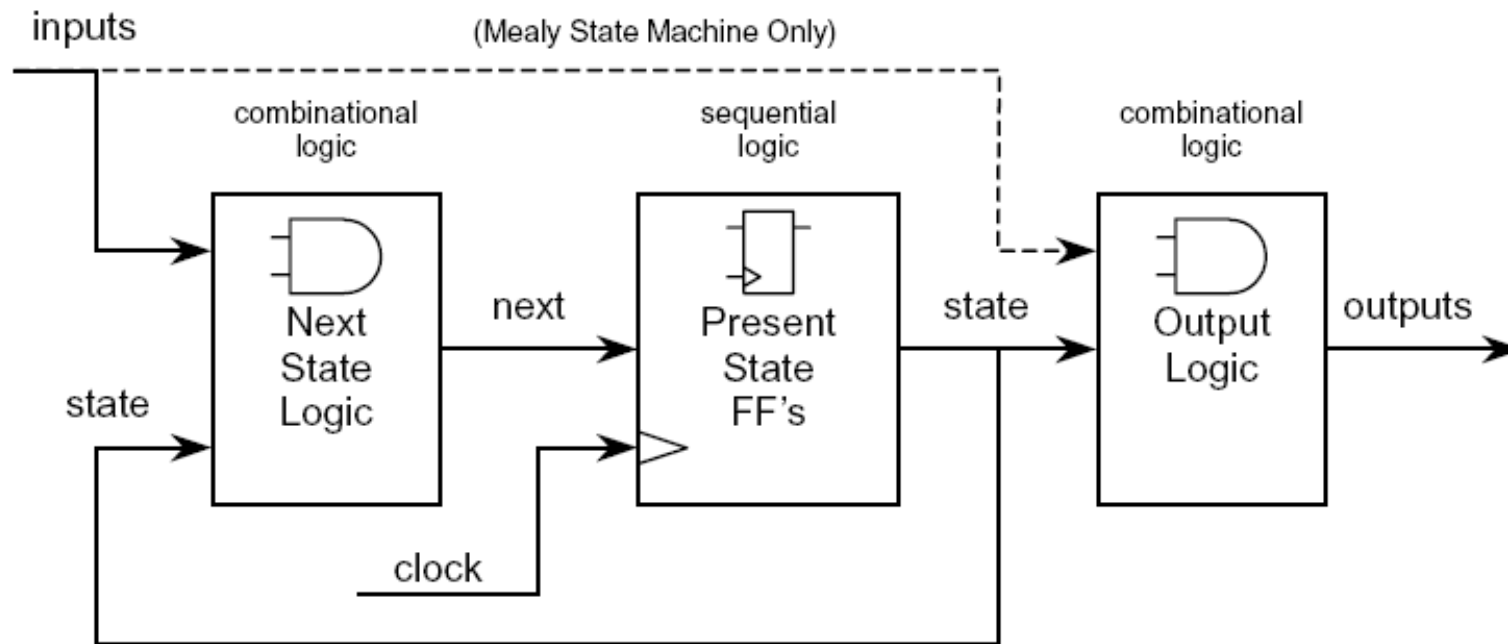 inputs
(Mealy State Machine Only)
combinational
logic
sequential
logic
combinational
logic
Next
State
Logic
next
Present
State
FF's
state
Output
Logic
outputs
state
clock